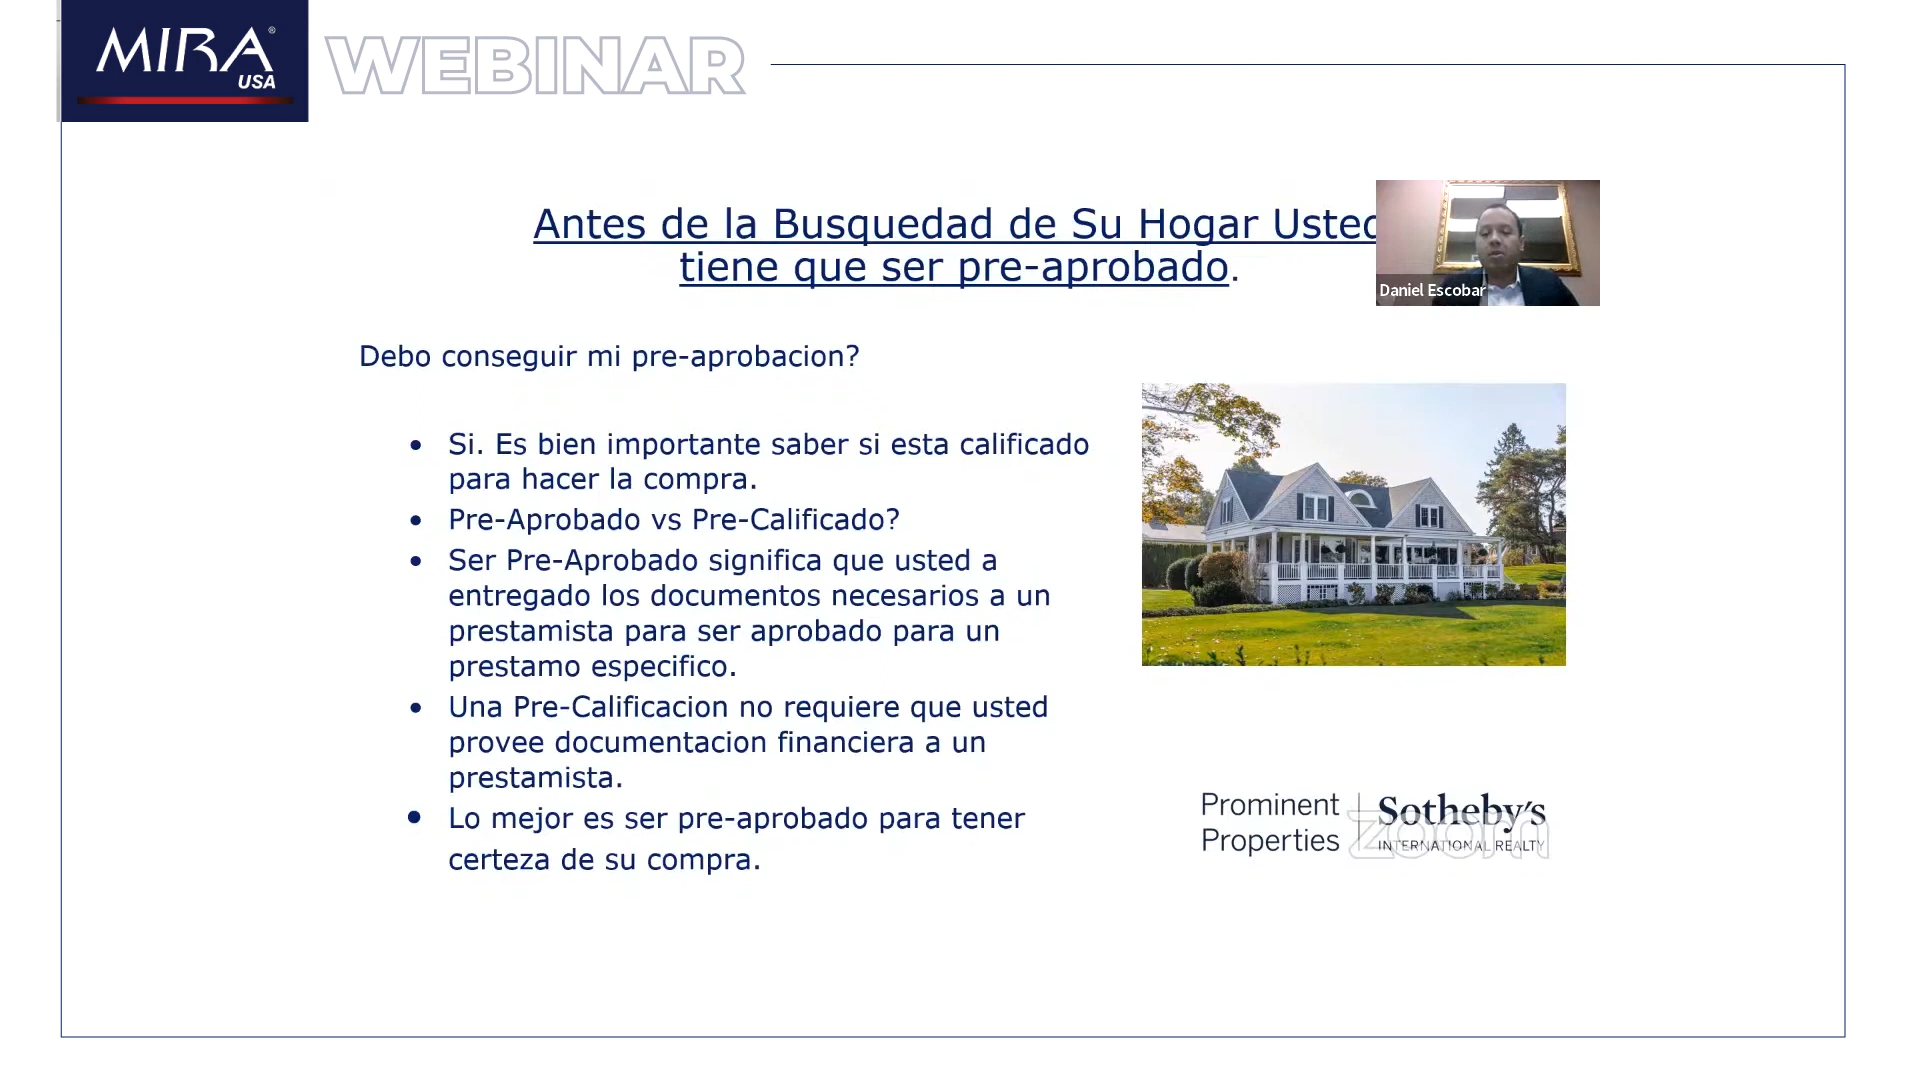 MIRA®
USA
WEBINAR
Antes de la Busquedad de Su Hogar Usted
tiene que ser pre-aprobado.
Daniel Escobar
Debo conseguir mi pre-aprobacion?
• Si. Es bien importante saber si esta calificado
para hacer la compra.
• Pre-Aprobado vs Pre-Calificado?
• Ser Pre-Aprobado significa que usted a
entregado los documentos necesarios a un
prestamista para ser aprobado para un
prestamo especifico.
• Una Pre-Calificacion no requiere que usted
provee documentacion financiera a un
prestamista.
• Lo mejor es ser pre-aprobado para tener
certeza de su compra.
Prominent
Properties
Sotheby's
INTERNATIONAL REALTY
zoom